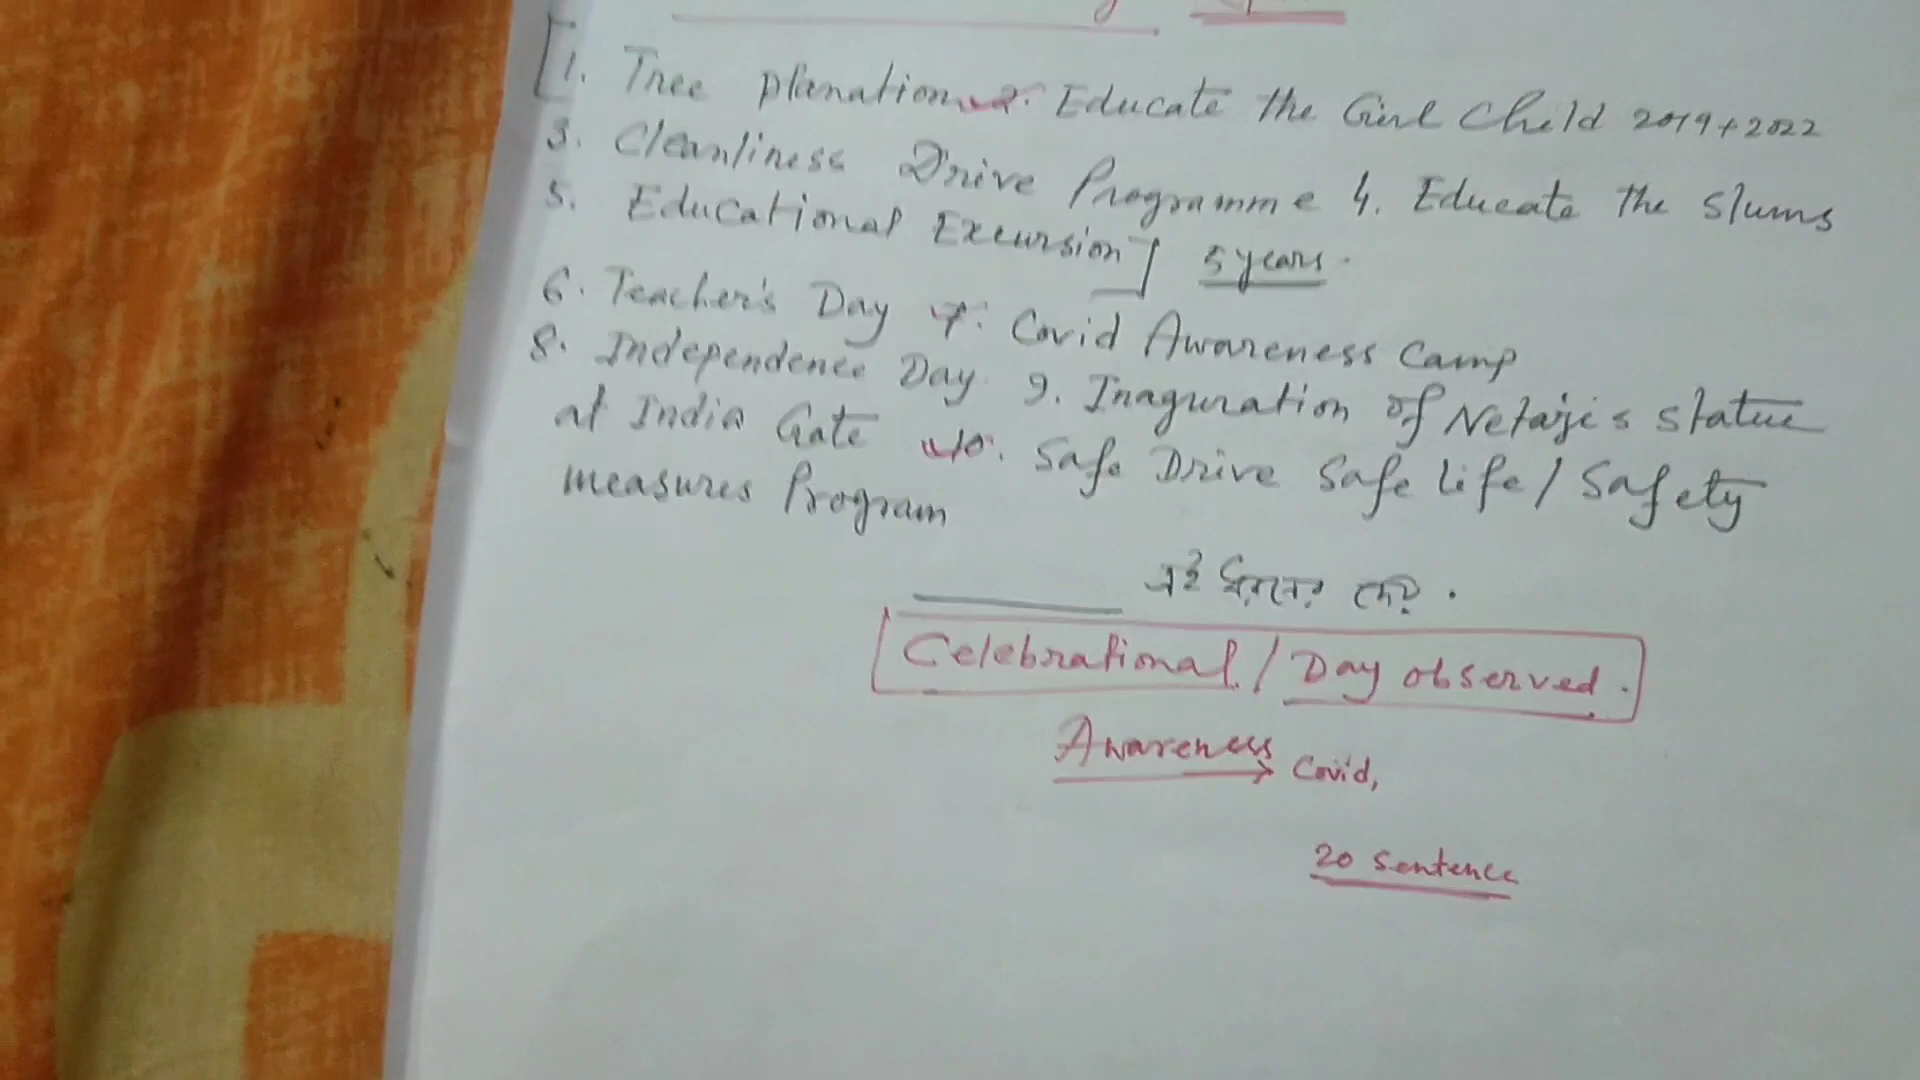 1. Tree planation 2. Educate the Girl Child 2019+2022
3. Cleanliness Drive Programme 4. Educate the slums
5. Educational Excursion] 5 years.
6. Teacher's Day 7. Covid Awareness Camp
8. Independence Day 9. Inaguration of Netaji's statue
at India Gate 10. Safe Drive Safe life/Safety
measures Program
এই ধরনের
Celebrational / Day observed.
Awareness → Covid,
20 sentence